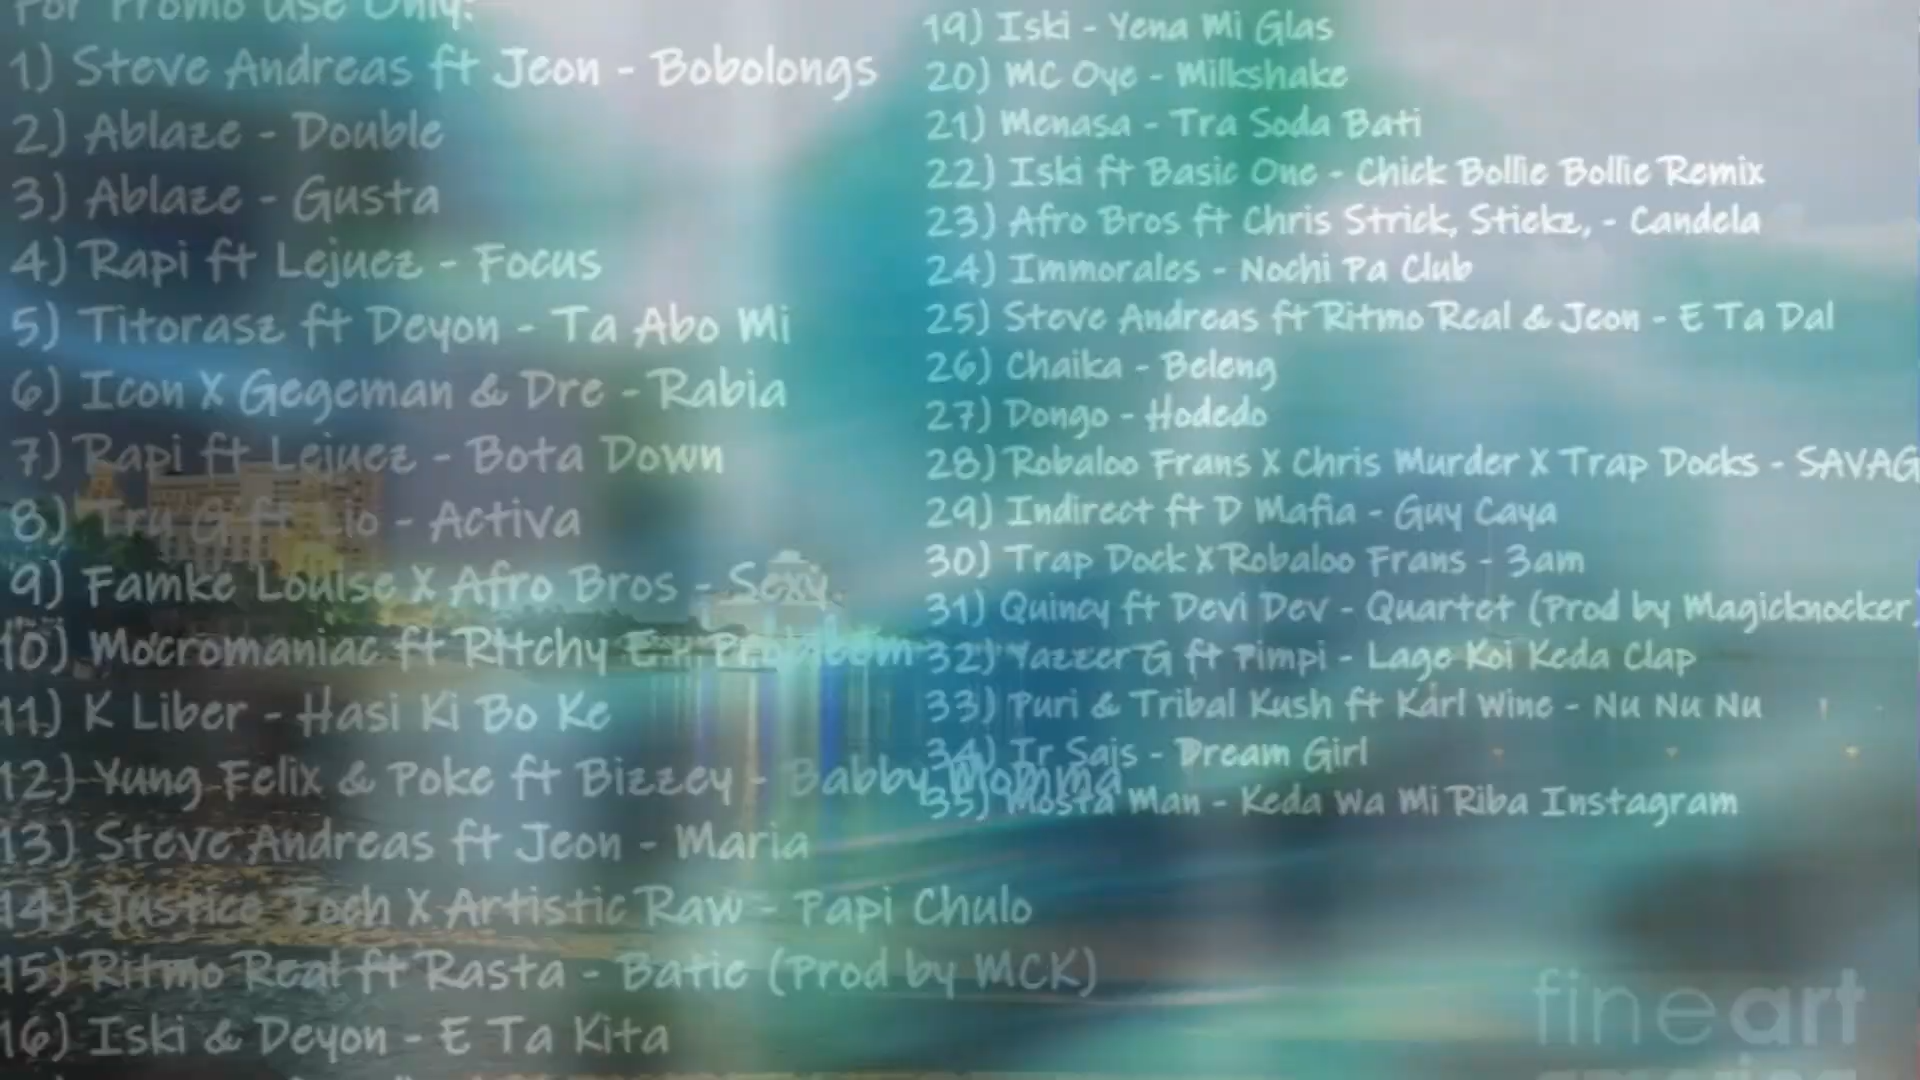 For Promo Use Only:
1) Steve Andreas ft Jeon - Bobolongs
2) Ablaze - Double
3) Ablaze - Gusta
4) Rapi ft Lejuez - Focus
5) Titorasz ft Deyon - Ta Abo Mi
6) Icon X Gegeman & Dre - Rabia
7) Rapi ft Lejuez - Bota Down
8) Try G ft Lio - Activa
9) Famke Louise X Afro Bros - Sexy
10) Mocromaniac ft RHtchy En Probleem
11) K Liber - Hasi Ki Bo Ke
12) Yung Felix & Poke ft Bizzey - Babby Momma
13) Steve Andreas ft Jeon - Maria
14) Justice Toch X Artistic Raw - Papi Chulo
15) Ritmo Real ft Rasta - Batie (Prod by MCK)
16) Iski & Deyon - E Ta Kita
19) Iski - Yena Mi Glas
20) MC Oye - Milkshake
21) Menasa - Tra Soda Bati
22) Iski ft Basic One - Chick Bollie Bollie Remix
23) Afro Bros ft Chris Strick, Stiekz, - Candela
24) Immorales - Nochi Pa Club
25) Steve Andreas ft Ritmo Real & Jeon - E Ta Dal
26) Chaika - Beleng
27) Dongo - Hodedo
28) Robaloo Frans X Chris Murder X Trap Docks - SAVAG
29) Indirect ft D Mafia - Guy Caya
30) Trap Dock X Robaloo Frans - 3am
31) Quincy ft Devi Dev - Quartet (Prod by Magicknocker)
32) Yazzer G ft Pimpi - Lage Koi Keda Clap
33) Puri & Tribal Kush ft Karl Wine - Nu Nu Nu
34) Jr Sajs - Dream Girl
35) Mosta Man - Keda Wa Mi Riba Instagram
fineart